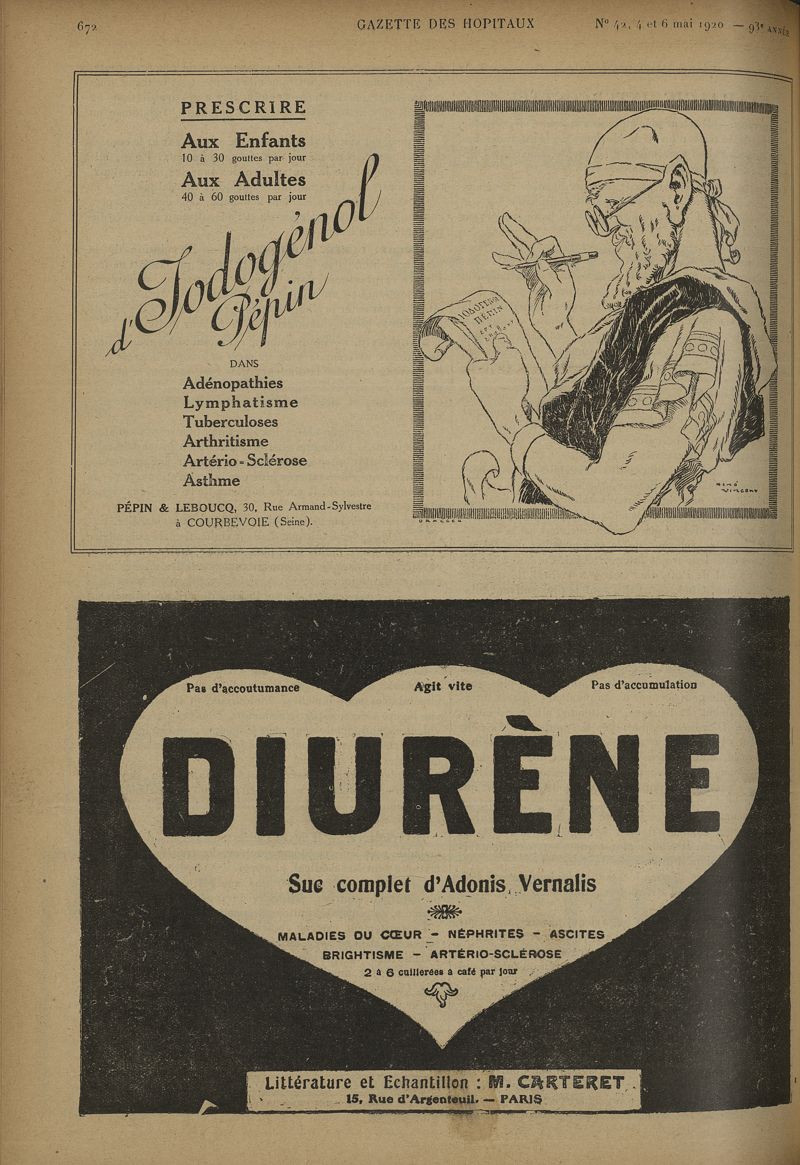 672
GAZETTE DES HOPITAUX
N° 42, 4 et 6 mai 1920 — 93e ANNÉE
PRESCRIRE
Aux Enfants
10 à 30 gouttes par jour
Aux Adultes
40 à 60 gouttes par jour
d'Iodogénol
Pépin
DANS
Adénopathies
Lymphatisme
Tuberculoses
Arthritisme
Artério-Sclérose
Asthme
PÉPIN & LEBOUCQ, 30, Rue Armand-Sylvestre
à COURBEVOIE (Seine).
PEPIN
RENÉ
VINCENT
DRAEGER
Pas d'accoutumance
Agit vite
Pas d'accumulation
DIURÈNE
Suc complet d'Adonis Vernalis
MALADIES DU CŒUR - NÉPHRITES - ASCITES
BRIGHTISME - ARTÉRIO-SCLÉROSE
2 à 6 cuillerées à café par jour
Littérature et Echantillon : M. CARTERET
15, Rue d'Argenteuil. — PARIS